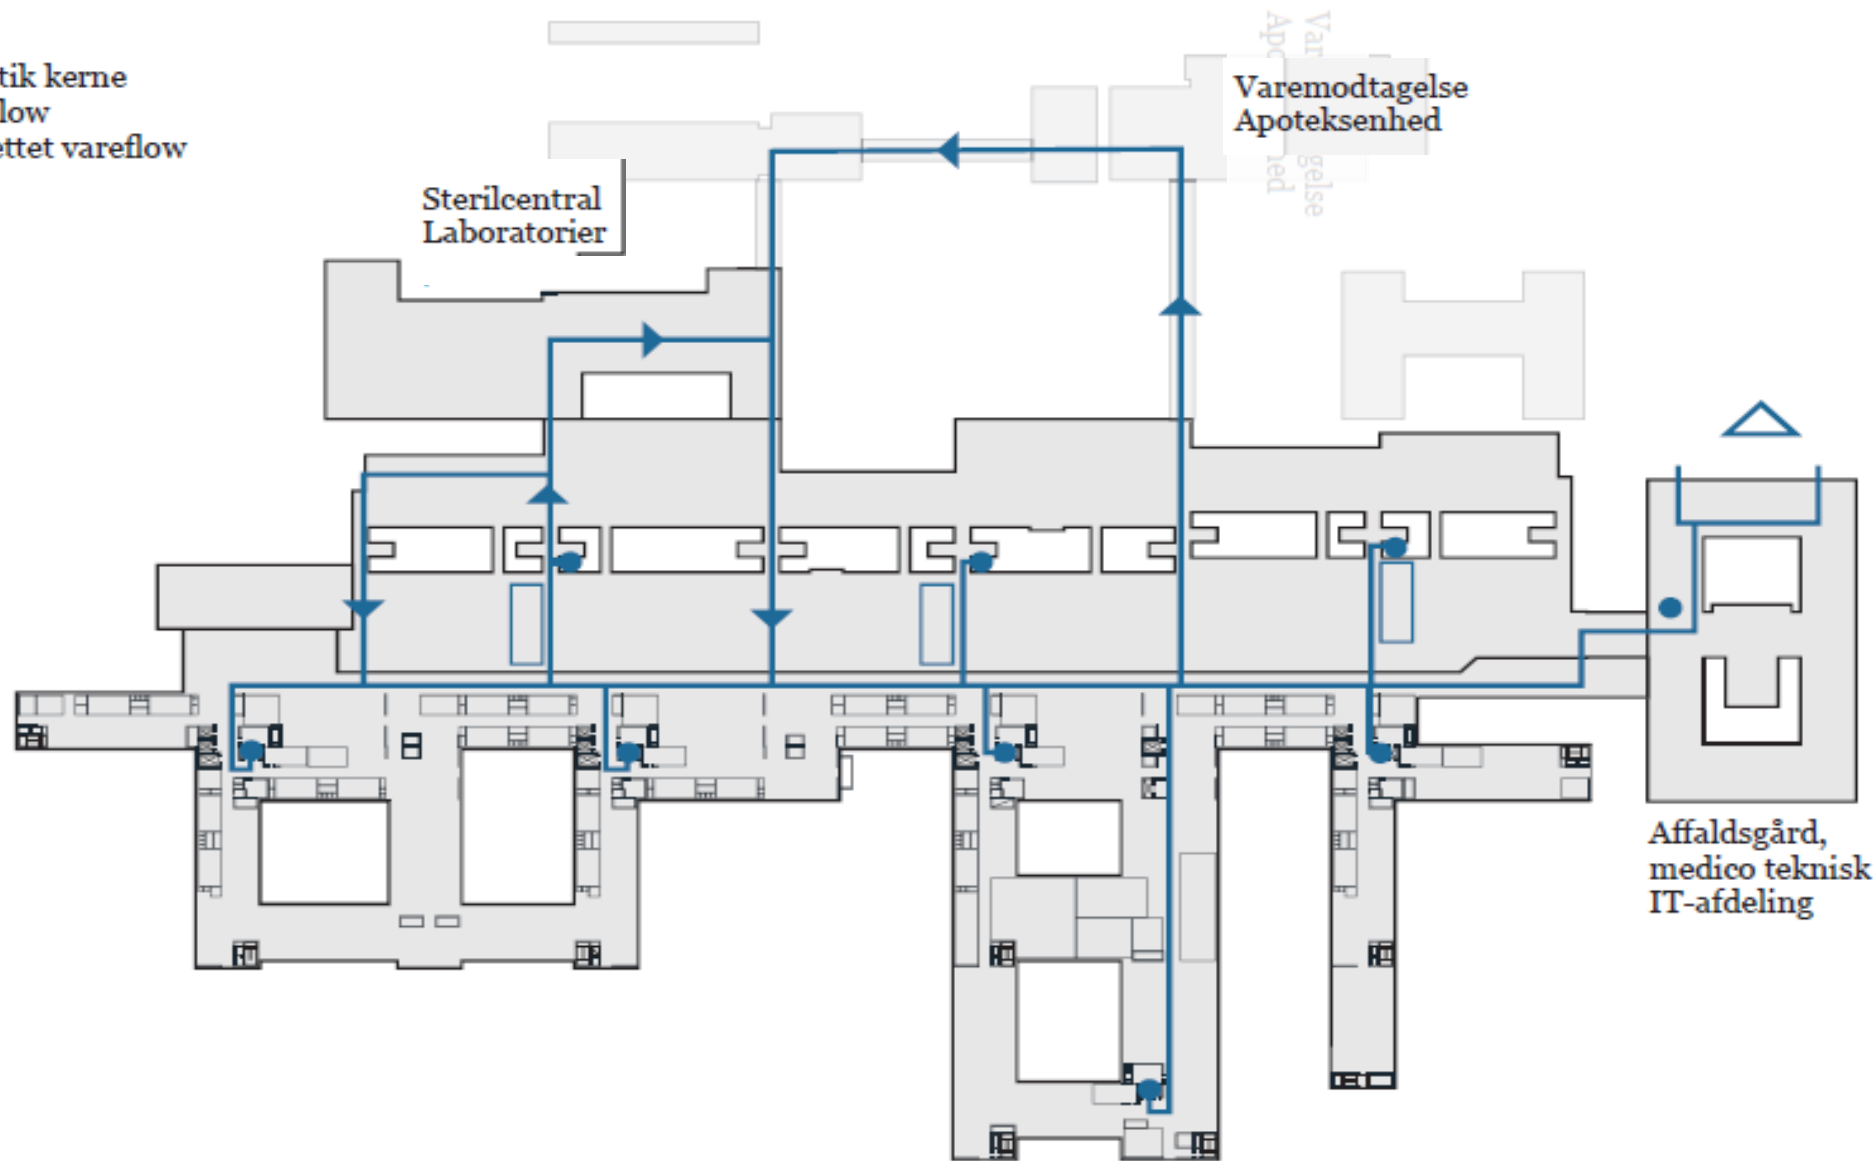 tik kerne
low
ettet vareflow
Varemodtagelse
Apoteksenhed
Sterilcentral
Laboratorier
Affaldsgård,
medico teknisk
IT-afdeling